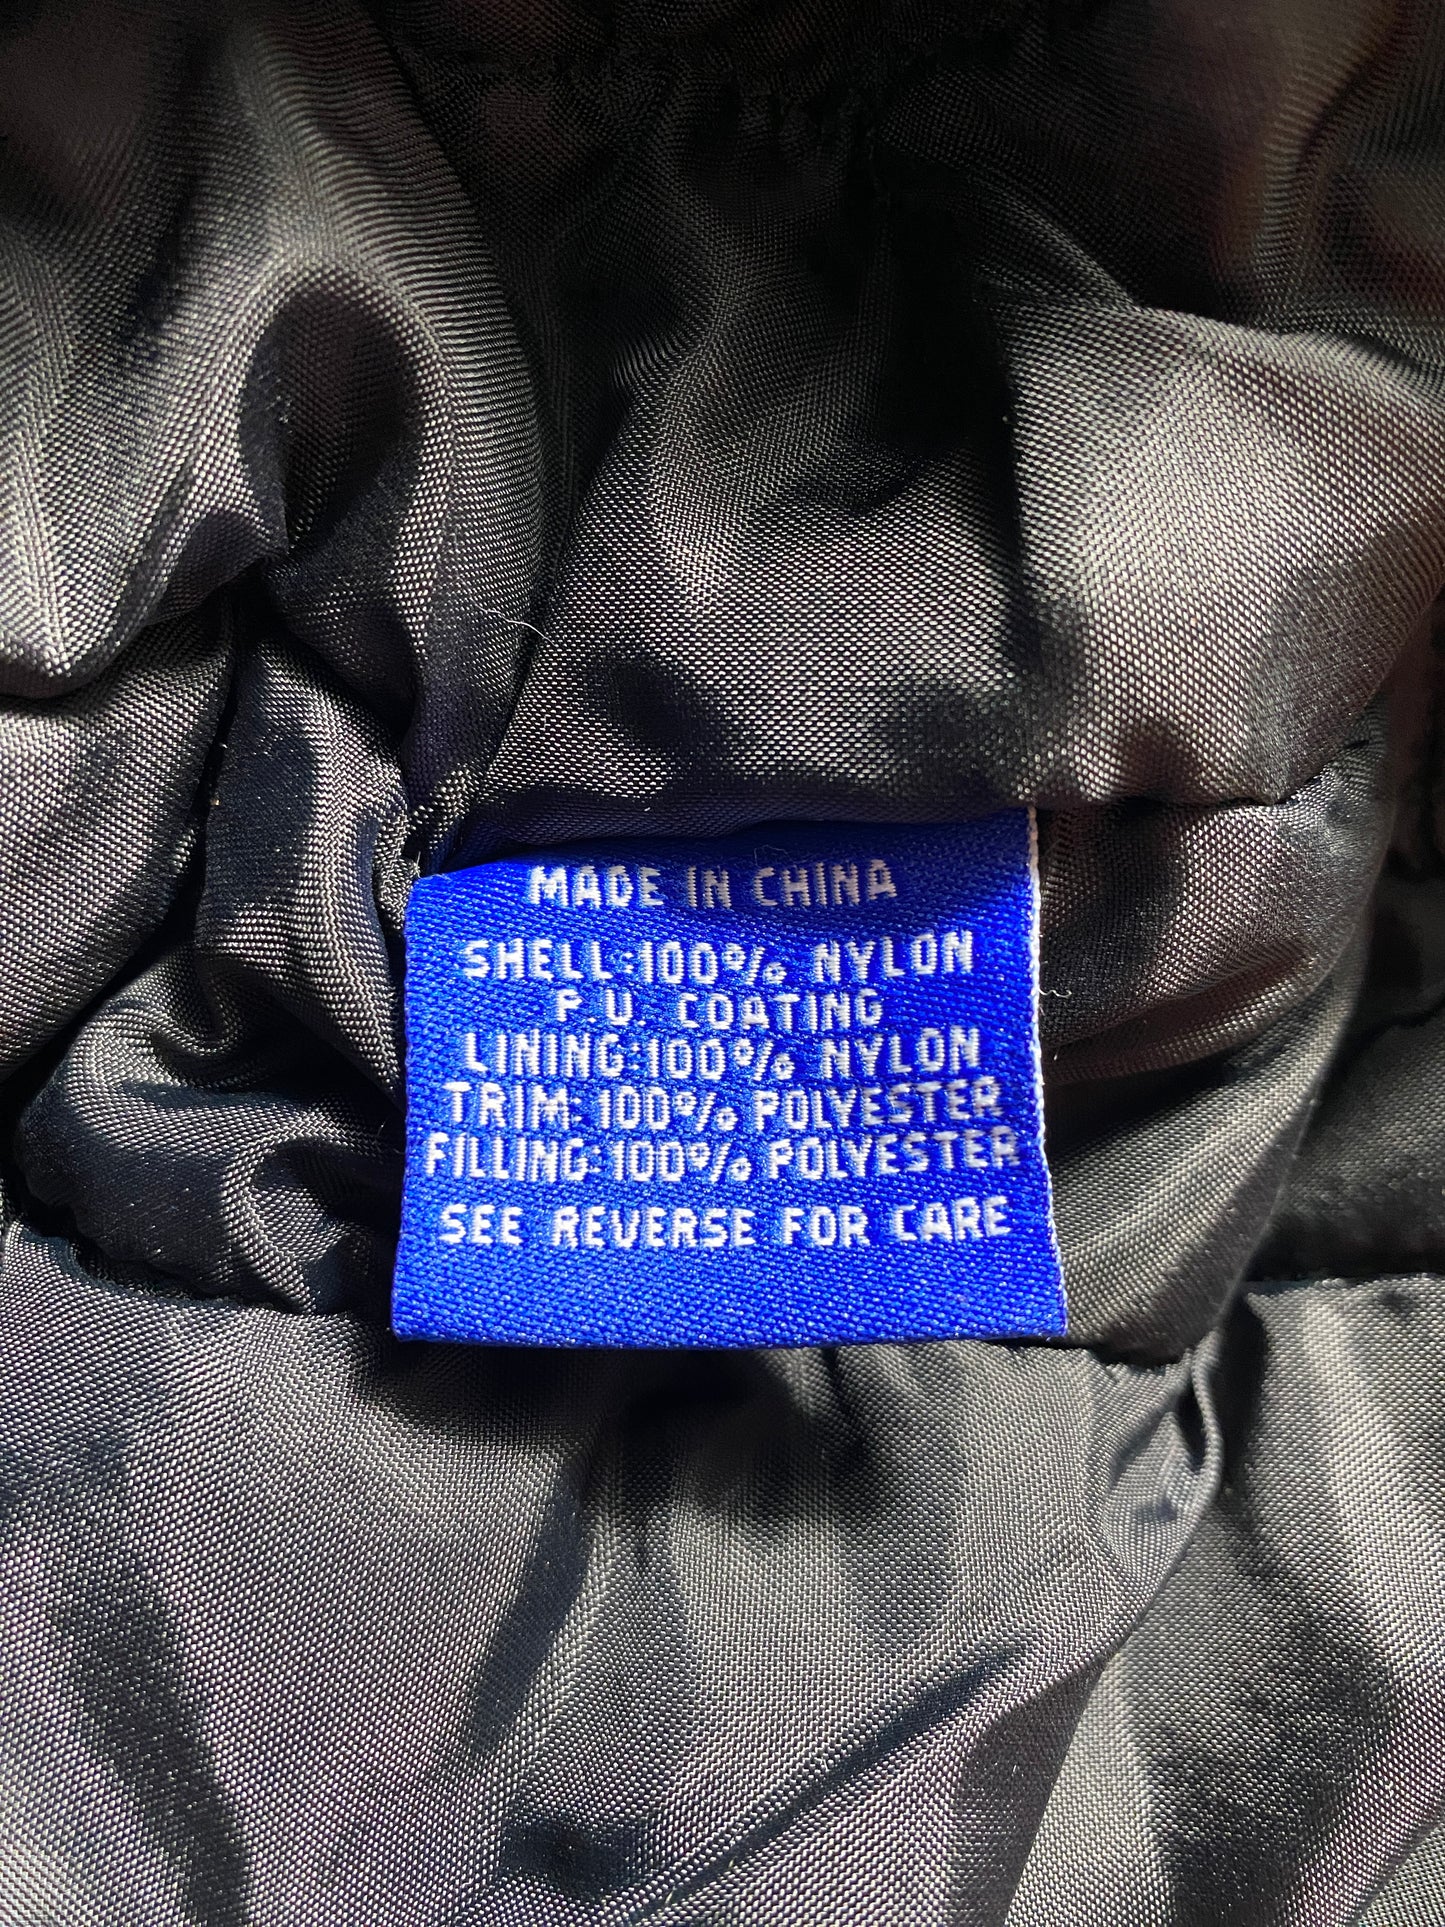 MADE IN CHINA
SHELL:100% NYLON
P.U. COATING
LINING:100% NYLON
TRIM:100% POLYESTER
FILLING:100% POLYESTER
SEE REVERSE FOR CARE